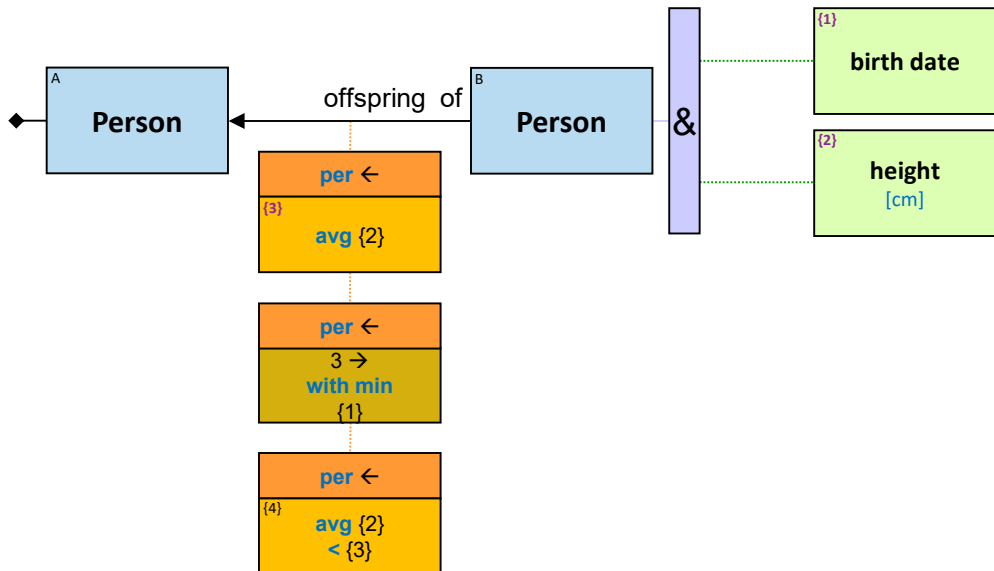 A
Person
offspring of
B
Person
&
{1}
birth date
{2}
height
[cm]
per ←
{3}
avg {2}
per ←
3 →
with min
{1}
per ←
{4}
avg {2}
< {3}